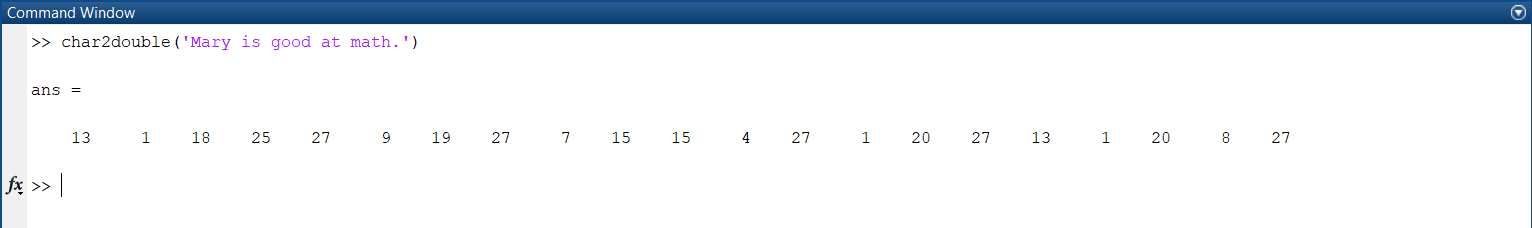 Command Window
>> char2double('Mary is good at math.')
ans =
13 1 18 25 27 9 19 27 7 15 15 4 27 1 20 27 13 1 20 8 27
fx >>